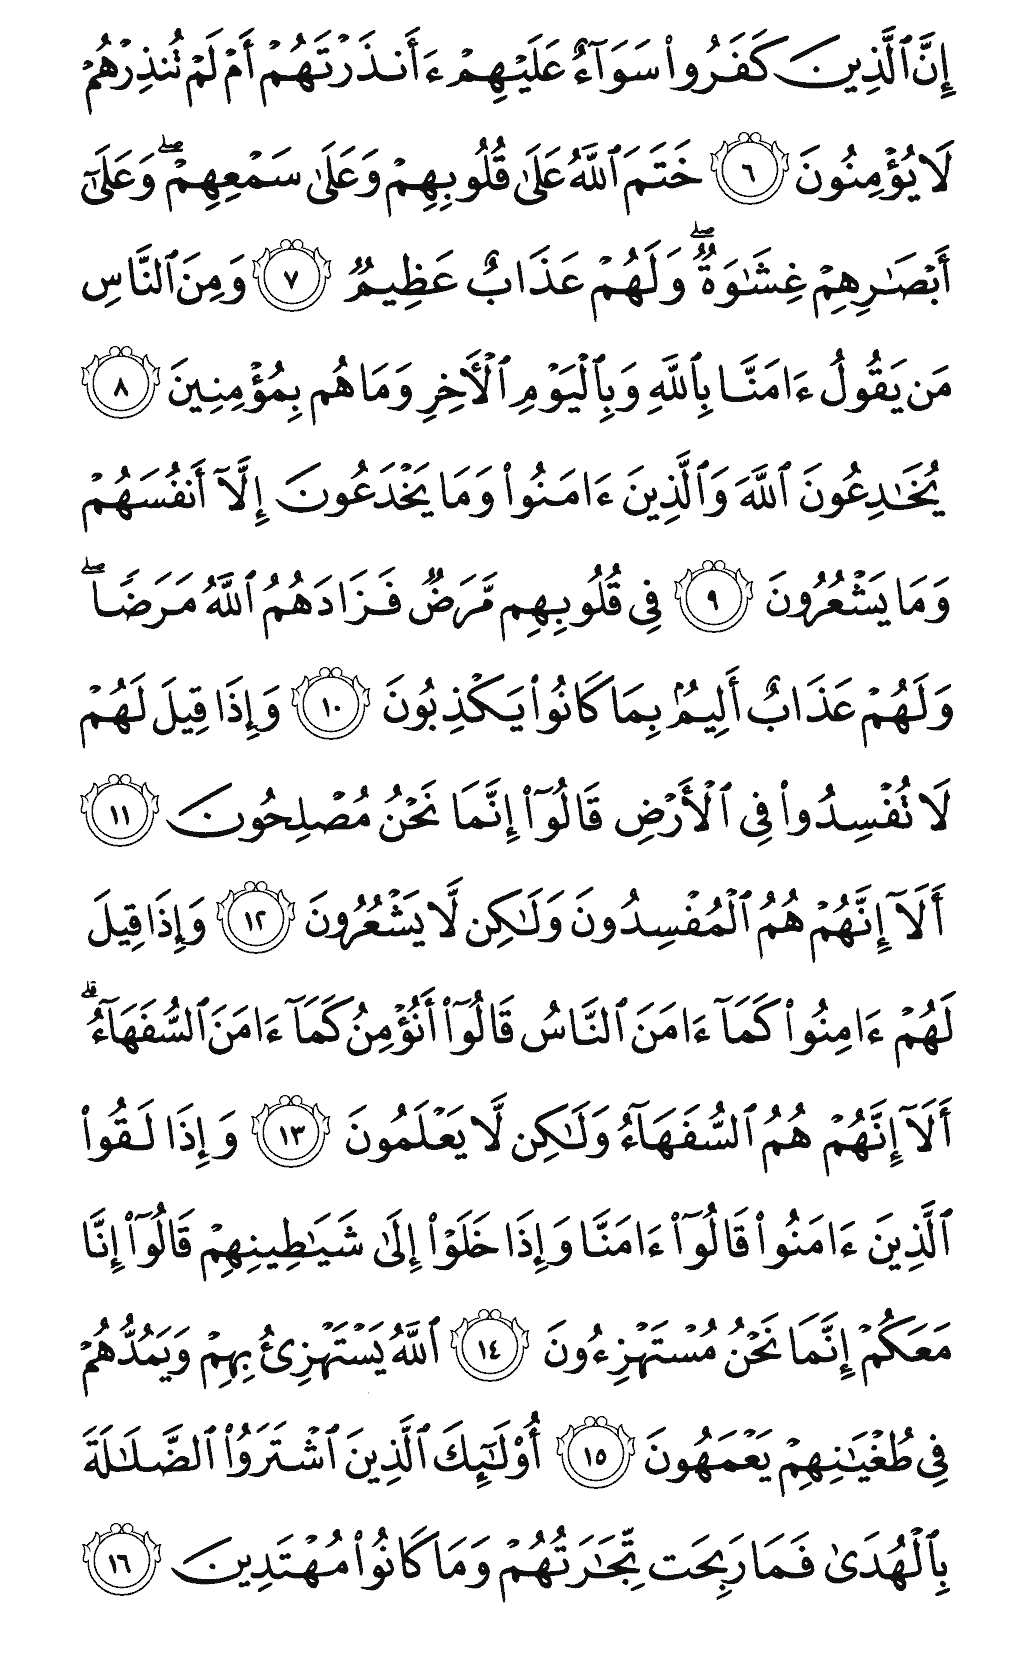 إِنَّ ٱلَّذِينَ كَفَرُوا۟ سَوَآءٌ عَلَيْهِمْ ءَأَنذَرْتَهُمْ أَمْ لَمْ تُنذِرْهُمْ
لَا يُؤْمِنُونَ ٦ خَتَمَ ٱللَّهُ عَلَىٰ قُلُوبِهِمْ وَعَلَىٰ سَمْعِهِمْ ۖ وَعَلَىٰٓ
أَبْصَـٰرِهِمْ غِشَـٰوَةٌ ۖ وَلَهُمْ عَذَابٌ عَظِيمٌ ٧ وَمِنَ ٱلنَّاسِ
مَن يَقُولُ ءَامَنَّا بِٱللَّهِ وَبِٱلْيَوْمِ ٱلْـَٔاخِرِ وَمَا هُم بِمُؤْمِنِينَ ٨
يُخَـٰدِعُونَ ٱللَّهَ وَٱلَّذِينَ ءَامَنُوا۟ وَمَا يَخْدَعُونَ إِلَّآ أَنفُسَهُمْ
وَمَا يَشْعُرُونَ ٩ فِى قُلُوبِهِم مَّرَضٌ فَزَادَهُمُ ٱللَّهُ مَرَضًا ۖ
وَلَهُمْ عَذَابٌ أَلِيمٌۢ بِمَا كَانُوا۟ يَكْذِبُونَ ١٠ وَإِذَا قِيلَ لَهُمْ
لَا تُفْسِدُوا۟ فِى ٱلْأَرْضِ قَالُوٓا۟ إِنَّمَا نَحْنُ مُصْلِحُونَ ١١
أَلَآ إِنَّهُمْ هُمُ ٱلْمُفْسِدُونَ وَلَـٰكِن لَّا يَشْعُرُونَ ١٢ وَإِذَا قِيلَ
لَهُمْ ءَامِنُوا۟ كَمَآ ءَامَنَ ٱلنَّاسُ قَالُوٓا۟ أَنُؤْمِنُ كَمَآ ءَامَنَ ٱلسُّفَهَآءُ ۗ
أَلَآ إِنَّهُمْ هُمُ ٱلسُّفَهَآءُ وَلَـٰكِن لَّا يَعْلَمُونَ ١٣ وَإِذَا لَقُوا۟
ٱلَّذِينَ ءَامَنُوا۟ قَالُوٓا۟ ءَامَنَّا وَإِذَا خَلَوْا۟ إِلَىٰ شَيَـٰطِينِهِمْ قَالُوٓا۟ إِنَّا
مَعَكُمْ إِنَّمَا نَحْنُ مُسْتَهْزِءُونَ ١٤ ٱللَّهُ يَسْتَهْزِئُ بِهِمْ وَيَمُدُّهُمْ
فِى طُغْيَـٰنِهِمْ يَعْمَهُونَ ١٥ أُو۟لَـٰٓئِكَ ٱلَّذِينَ ٱشْتَرَوُا۟ ٱلضَّلَـٰلَةَ
بِٱلْهُدَىٰ فَمَا رَبِحَت تِّجَـٰرَتُهُمْ وَمَا كَانُوا۟ مُهْتَدِينَ ١٦